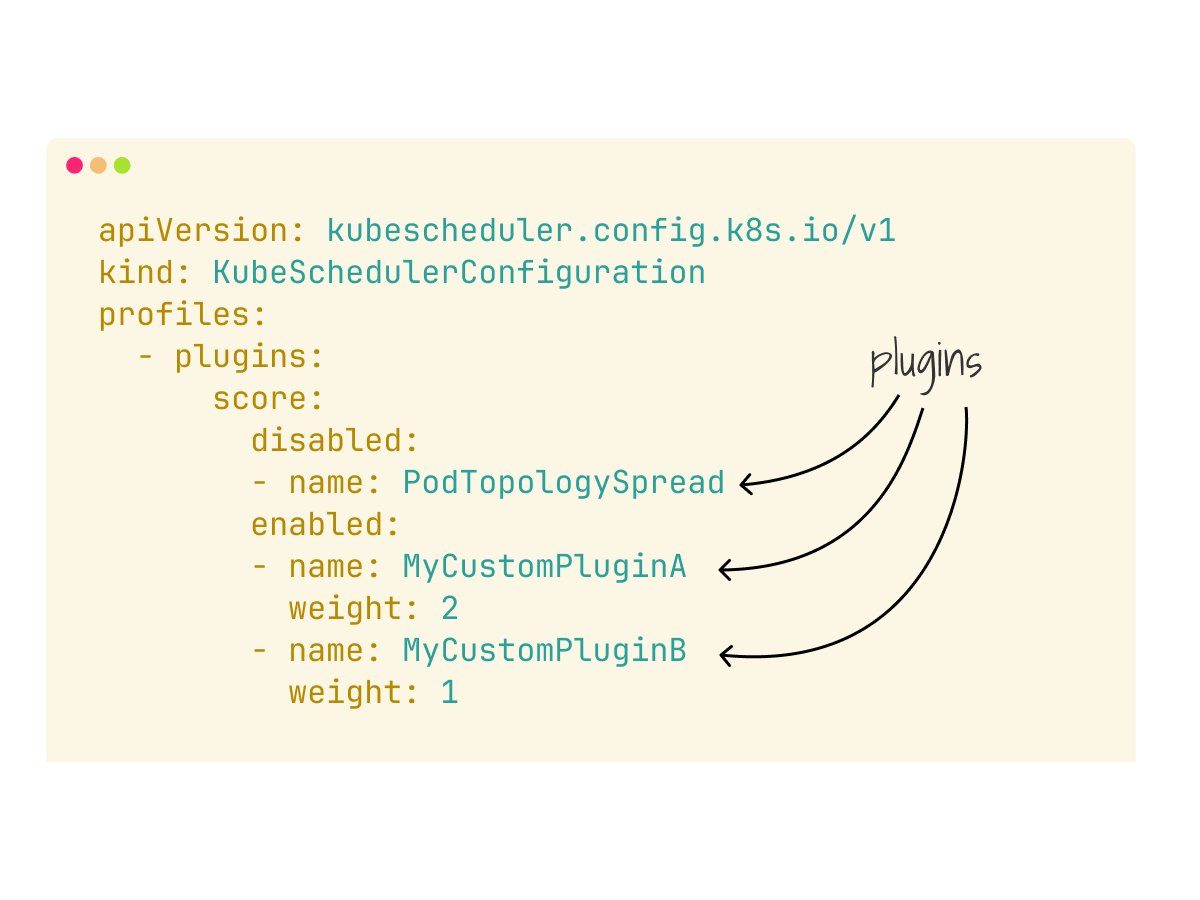 apiVersion: kubescheduler.config.k8s.io/v1
kind: KubeSchedulerConfiguration
profiles:
  - plugins:
      score:
        disabled:
        - name: PodTopologySpread
        enabled:
        - name: MyCustomPluginA
          weight: 2
        - name: MyCustomPluginB
          weight: 1
plugins